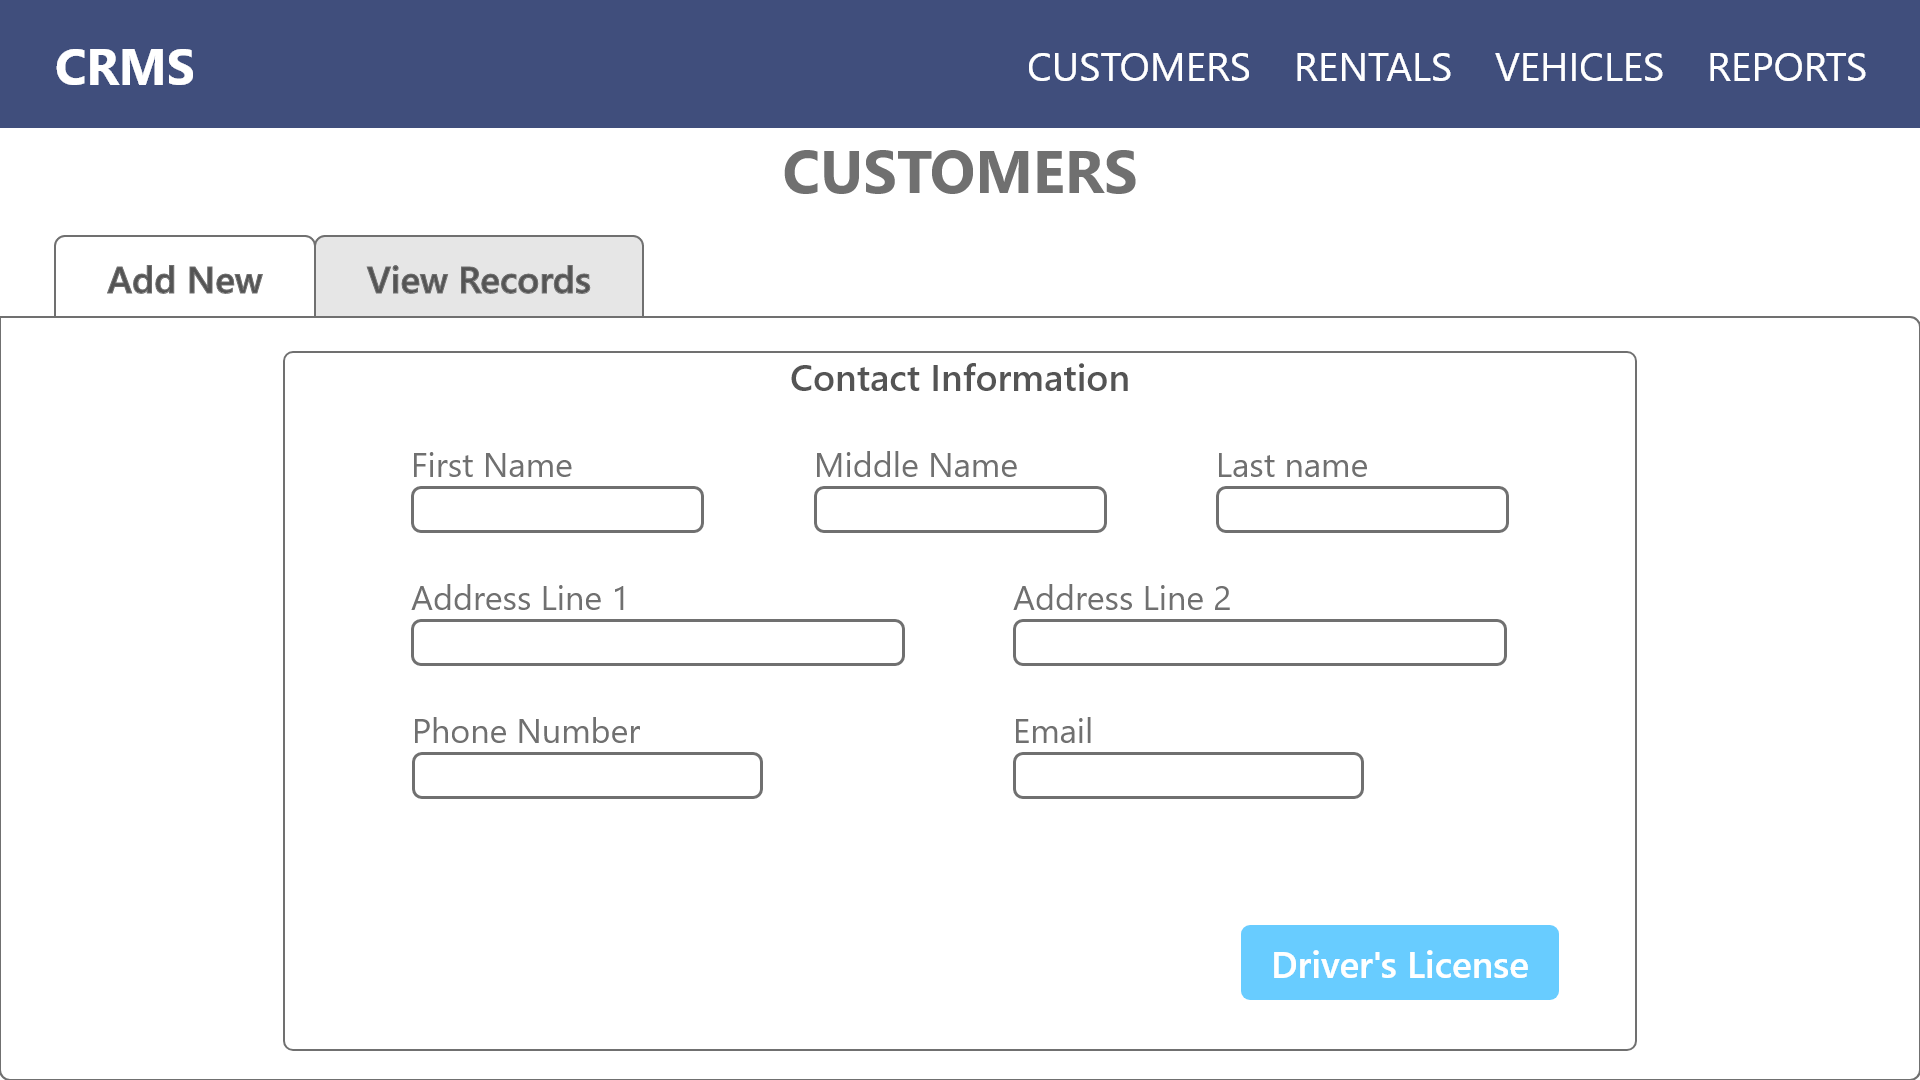 CRMS
CUSTOMERS RENTALS VEHICLES REPORTS
CUSTOMERS
Add New View Records
Contact Information
First Name Middle Name Last name
Address Line 1 Address Line 2
Phone Number Email
Driver's License